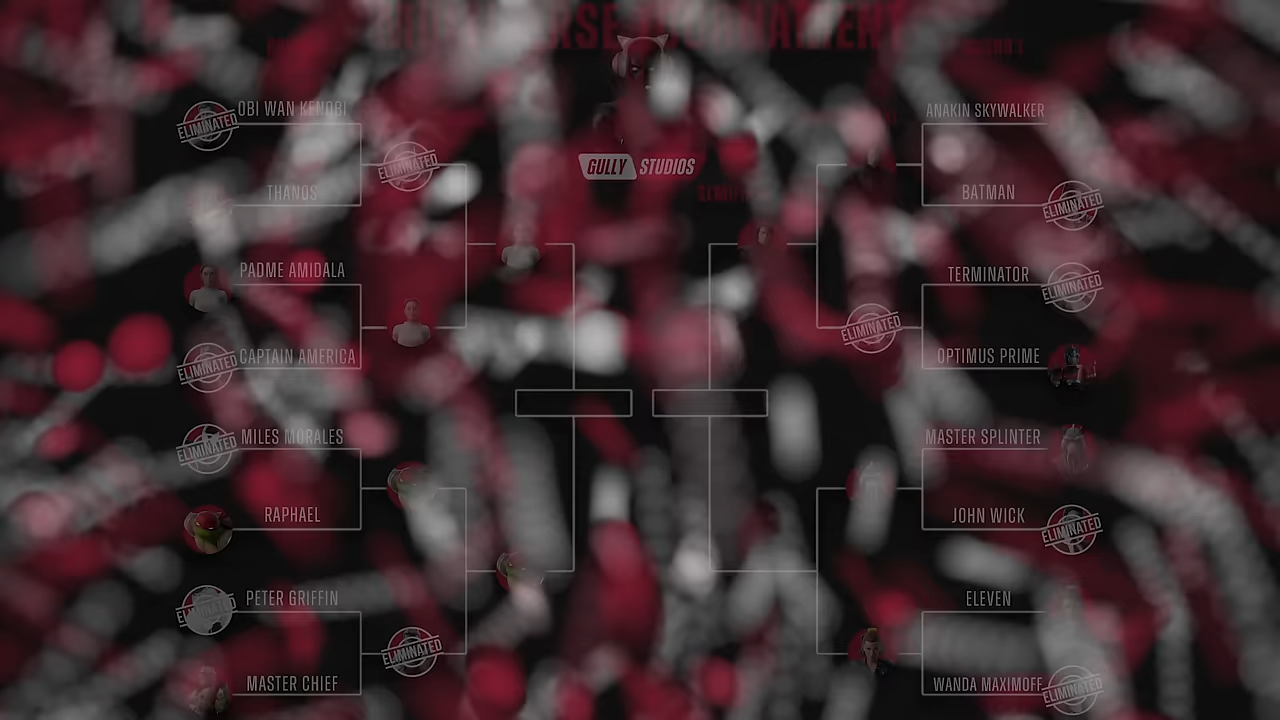 GULLY STUDIOS
OBI WAN KENOBI
ELIMINATED
THANOS
ELIMINATED
PADME AMIDALA
CAPTAIN AMERICA
ELIMINATED
MILES MORALES
ELIMINATED
RAPHAEL
PETER GRIFFIN
ELIMINATED
MASTER CHIEF
ELIMINATED
ANAKIN SKYWALKER
BATMAN
ELIMINATED
TERMINATOR
ELIMINATED
OPTIMUS PRIME
ELIMINATED
MASTER SPLINTER
JOHN WICK
ELIMINATED
ELEVEN
WANDA MAXIMOFF
ELIMINATED